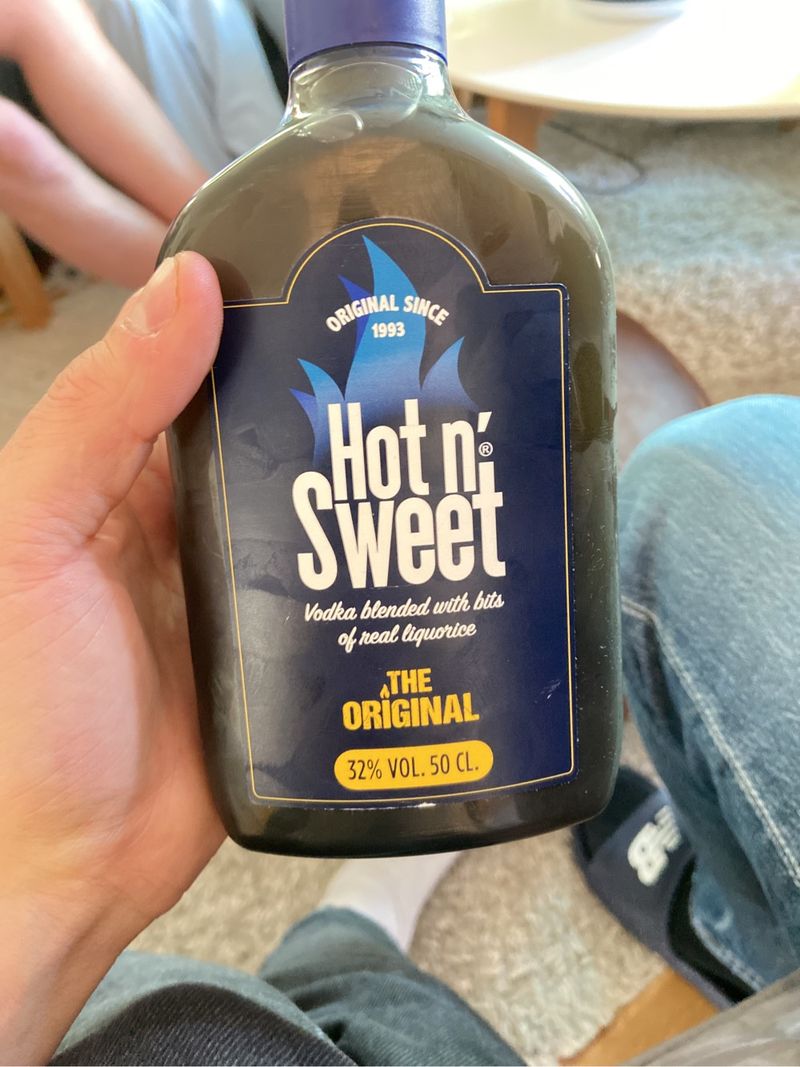 ORIGINAL SINCE
1993
Hot n'®
Sweet
Vodka blended with bits
of real liquorice
THE
ORIGINAL
32% VOL. 50 CL.